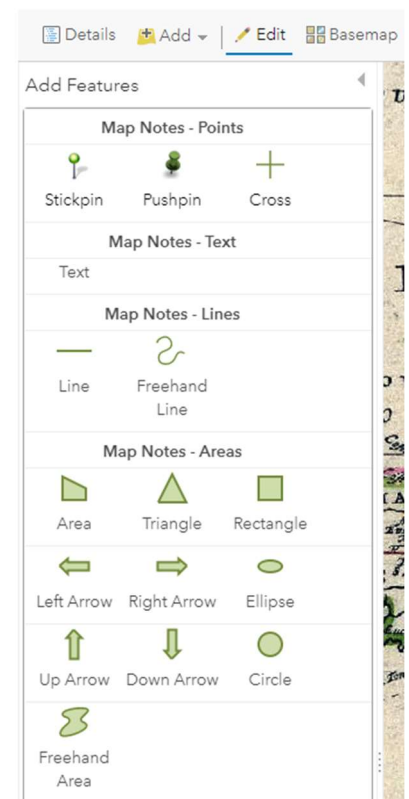 Details Add Edit Basemap
Add Features
Map Notes - Points
Stickpin Pushpin Cross
Map Notes - Text
Text
Map Notes - Lines
Line Freehand
Line
Map Notes - Areas
Area Triangle Rectangle
Left Arrow Right Arrow Ellipse
Up Arrow Down Arrow Circle
Freehand
Area